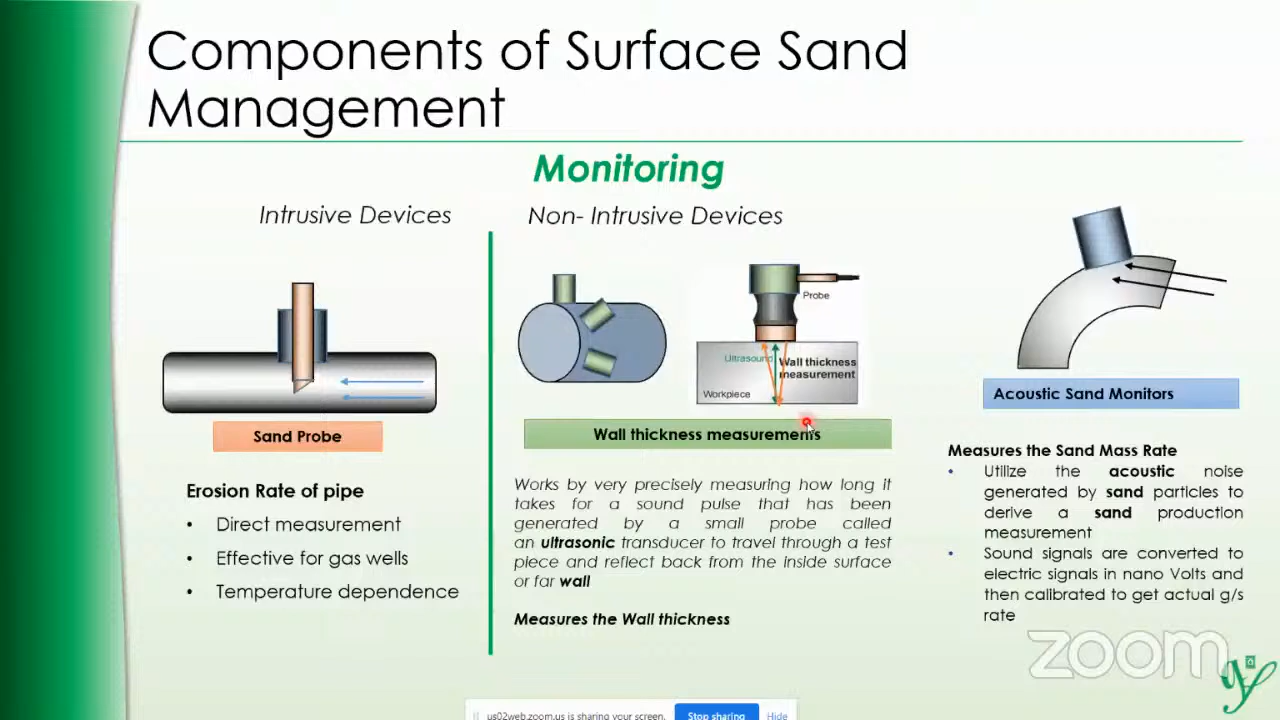 Components of Surface Sand
Management
Monitoring
Intrusive Devices
Non- Intrusive Devices
Probe
Ultrasound
Wall thickness
measurement
Workpiece
Sand Probe
Wall thickness measurements
Acoustic Sand Monitors
Erosion Rate of pipe
• Direct measurement
• Effective for gas wells
• Temperature dependence
Works by very precisely measuring how long it
takes for a sound pulse that has been
generated by a small probe called
an ultrasonic transducer to travel through a test
piece and reflect back from the inside surface
or far wall
Measures the Wall thickness
Measures the Sand Mass Rate
• Utilize the acoustic noise
generated by sand particles to
derive a sand production
measurement
• Sound signals are converted to
electric signals in nano Volts and
then calibrated to get actual g/s
rate
zoom
us02web.zoom.us is sharing your screen.
Stop sharing
Hide